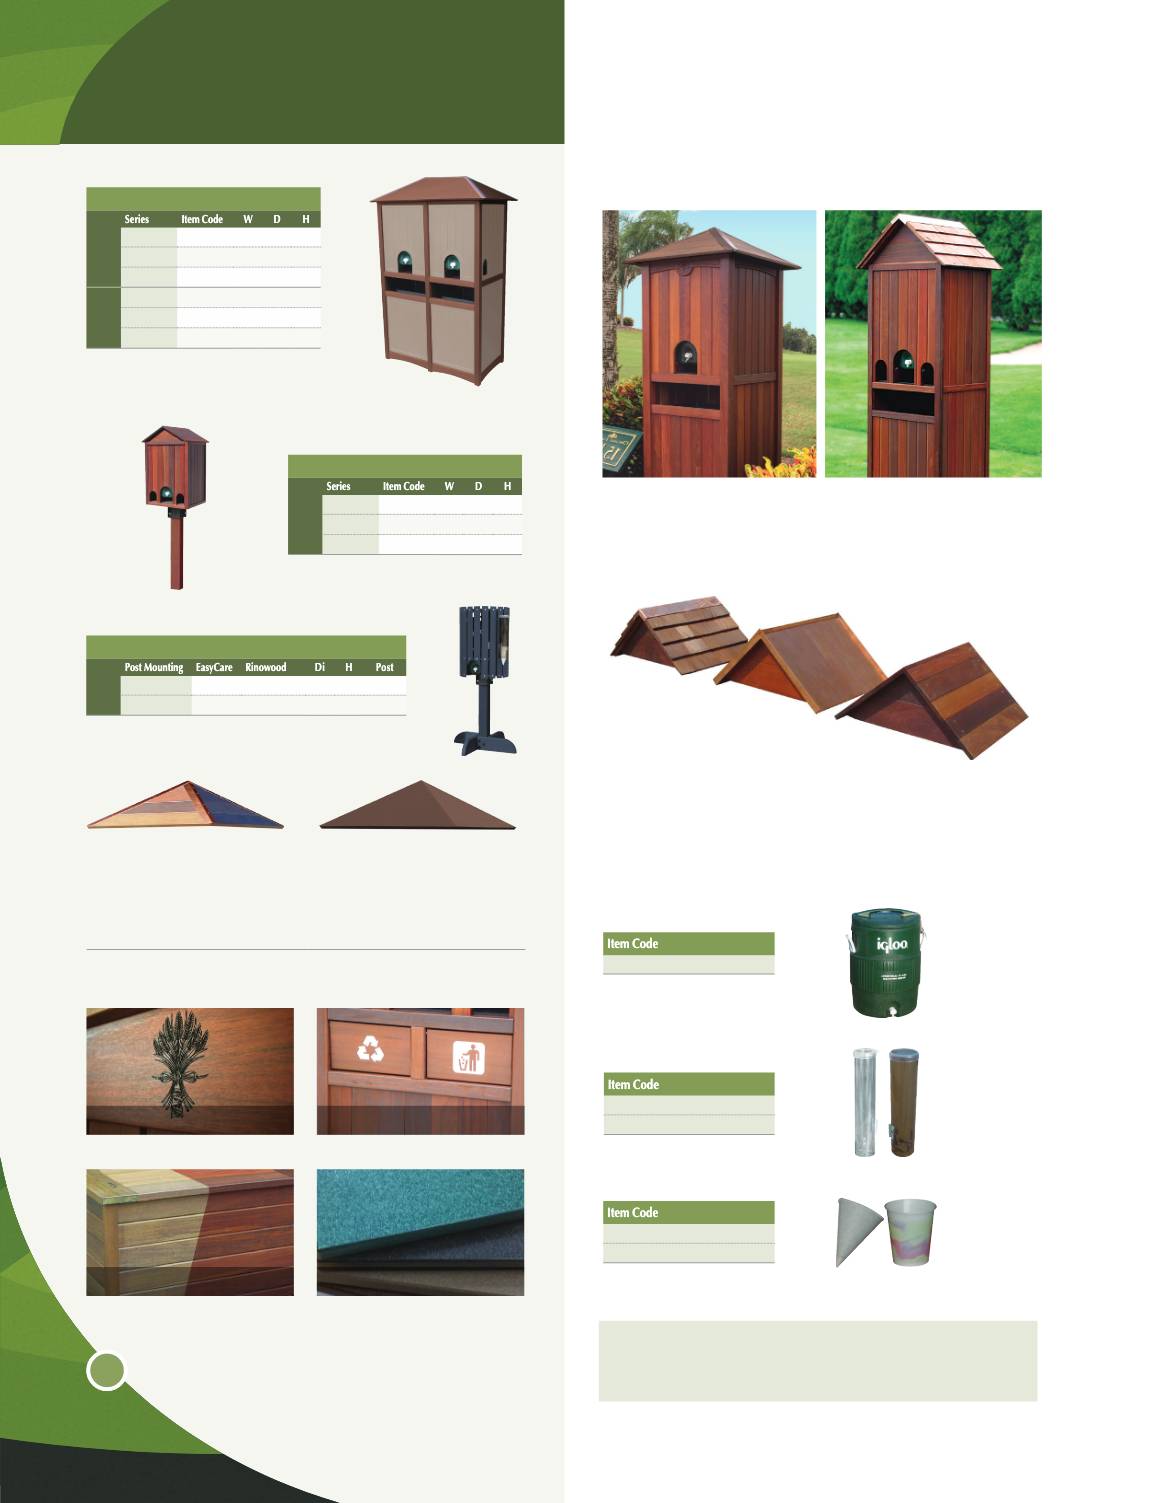 Series Item Code W D H
Series Item Code W D H
Post Mounting EasyCare Rinowood Di H Post
Item Code
igloo
Item Code
Item Code